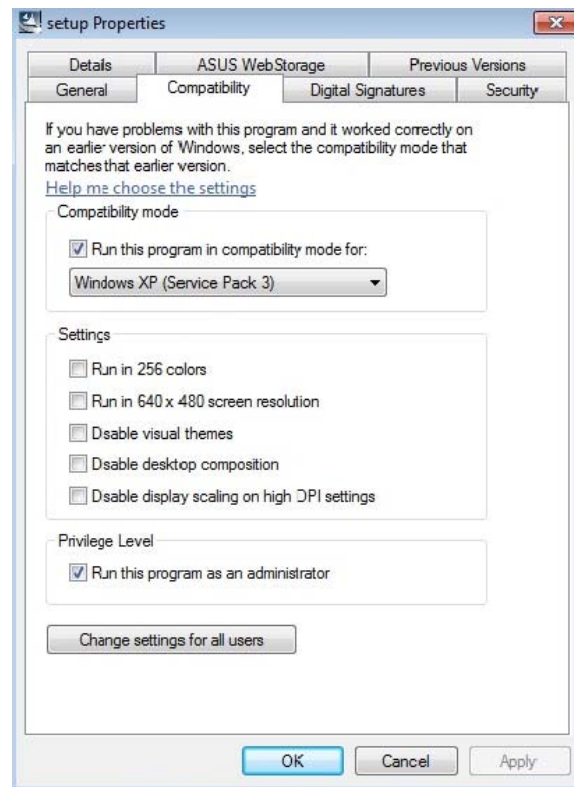 setup Properties
Details
ASUS WebStorage
Previous Versions
General
Compatibility
Digital Signatures
Security
If you have problems with this program and it worked correctly on
an earlier version of Windows, select the compatibility mode that
matches that earlier version.
Help me choose the settings
Compatibility mode
Run this program in compatibility mode for:
Windows XP (Service Pack 3)
Settings
Run in 256 colors
Run in 640 x 480 screen resolution
Disable visual themes
Disable desktop composition
Disable display scaling on high DPI settings
Privilege Level
Run this program as an administrator
Change settings for all users
OK
Cancel
Apply